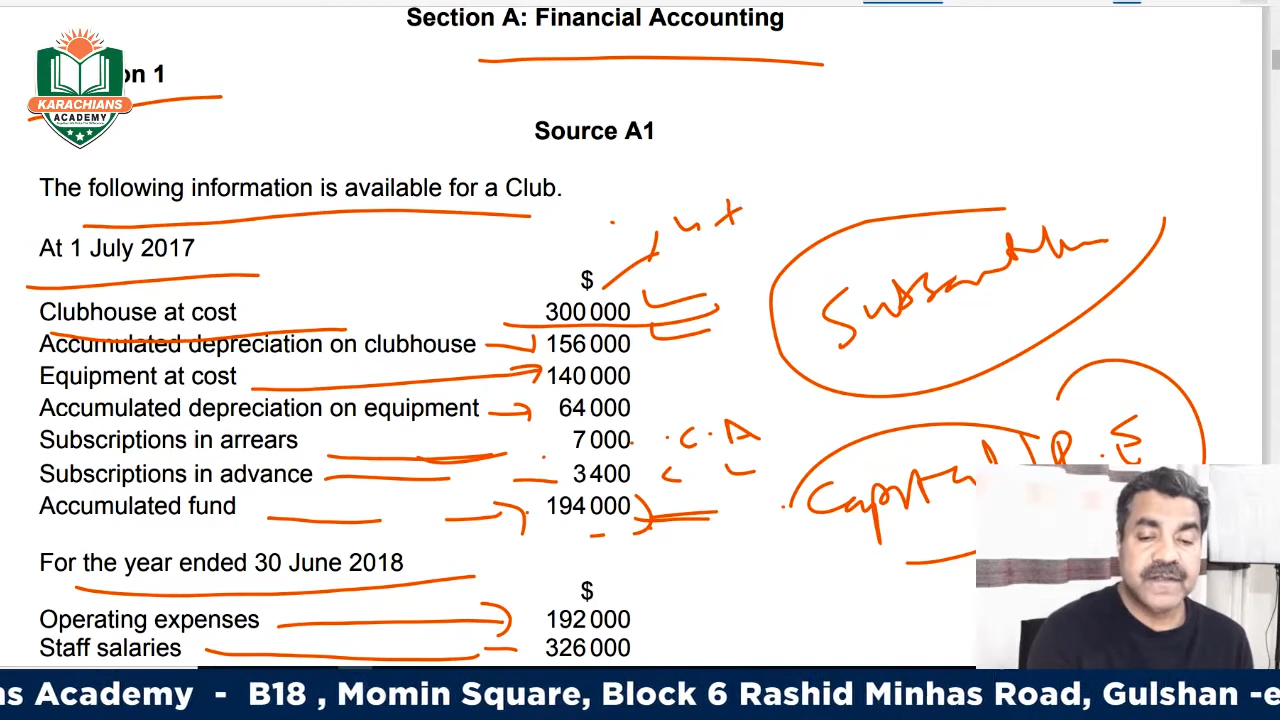 Section A: Financial Accounting
on 1
KARACHIANS
ACADEMY
Source A1
The following information is available for a Club.
At 1 July 2017
$
Clubhouse at cost 300 000
Accumulated depreciation on clubhouse 156 000
Equipment at cost 140 000
Accumulated depreciation on equipment 64 000
Subscriptions in arrears 7 000 C.A
Subscriptions in advance 3 400 C L
Accumulated fund 194 000
For the year ended 30 June 2018
$
Operating expenses 192 000
Staff salaries 326 000
ns Academy - B18 , Momin Square, Block 6 Rashid Minhas Road, Gulshan -e